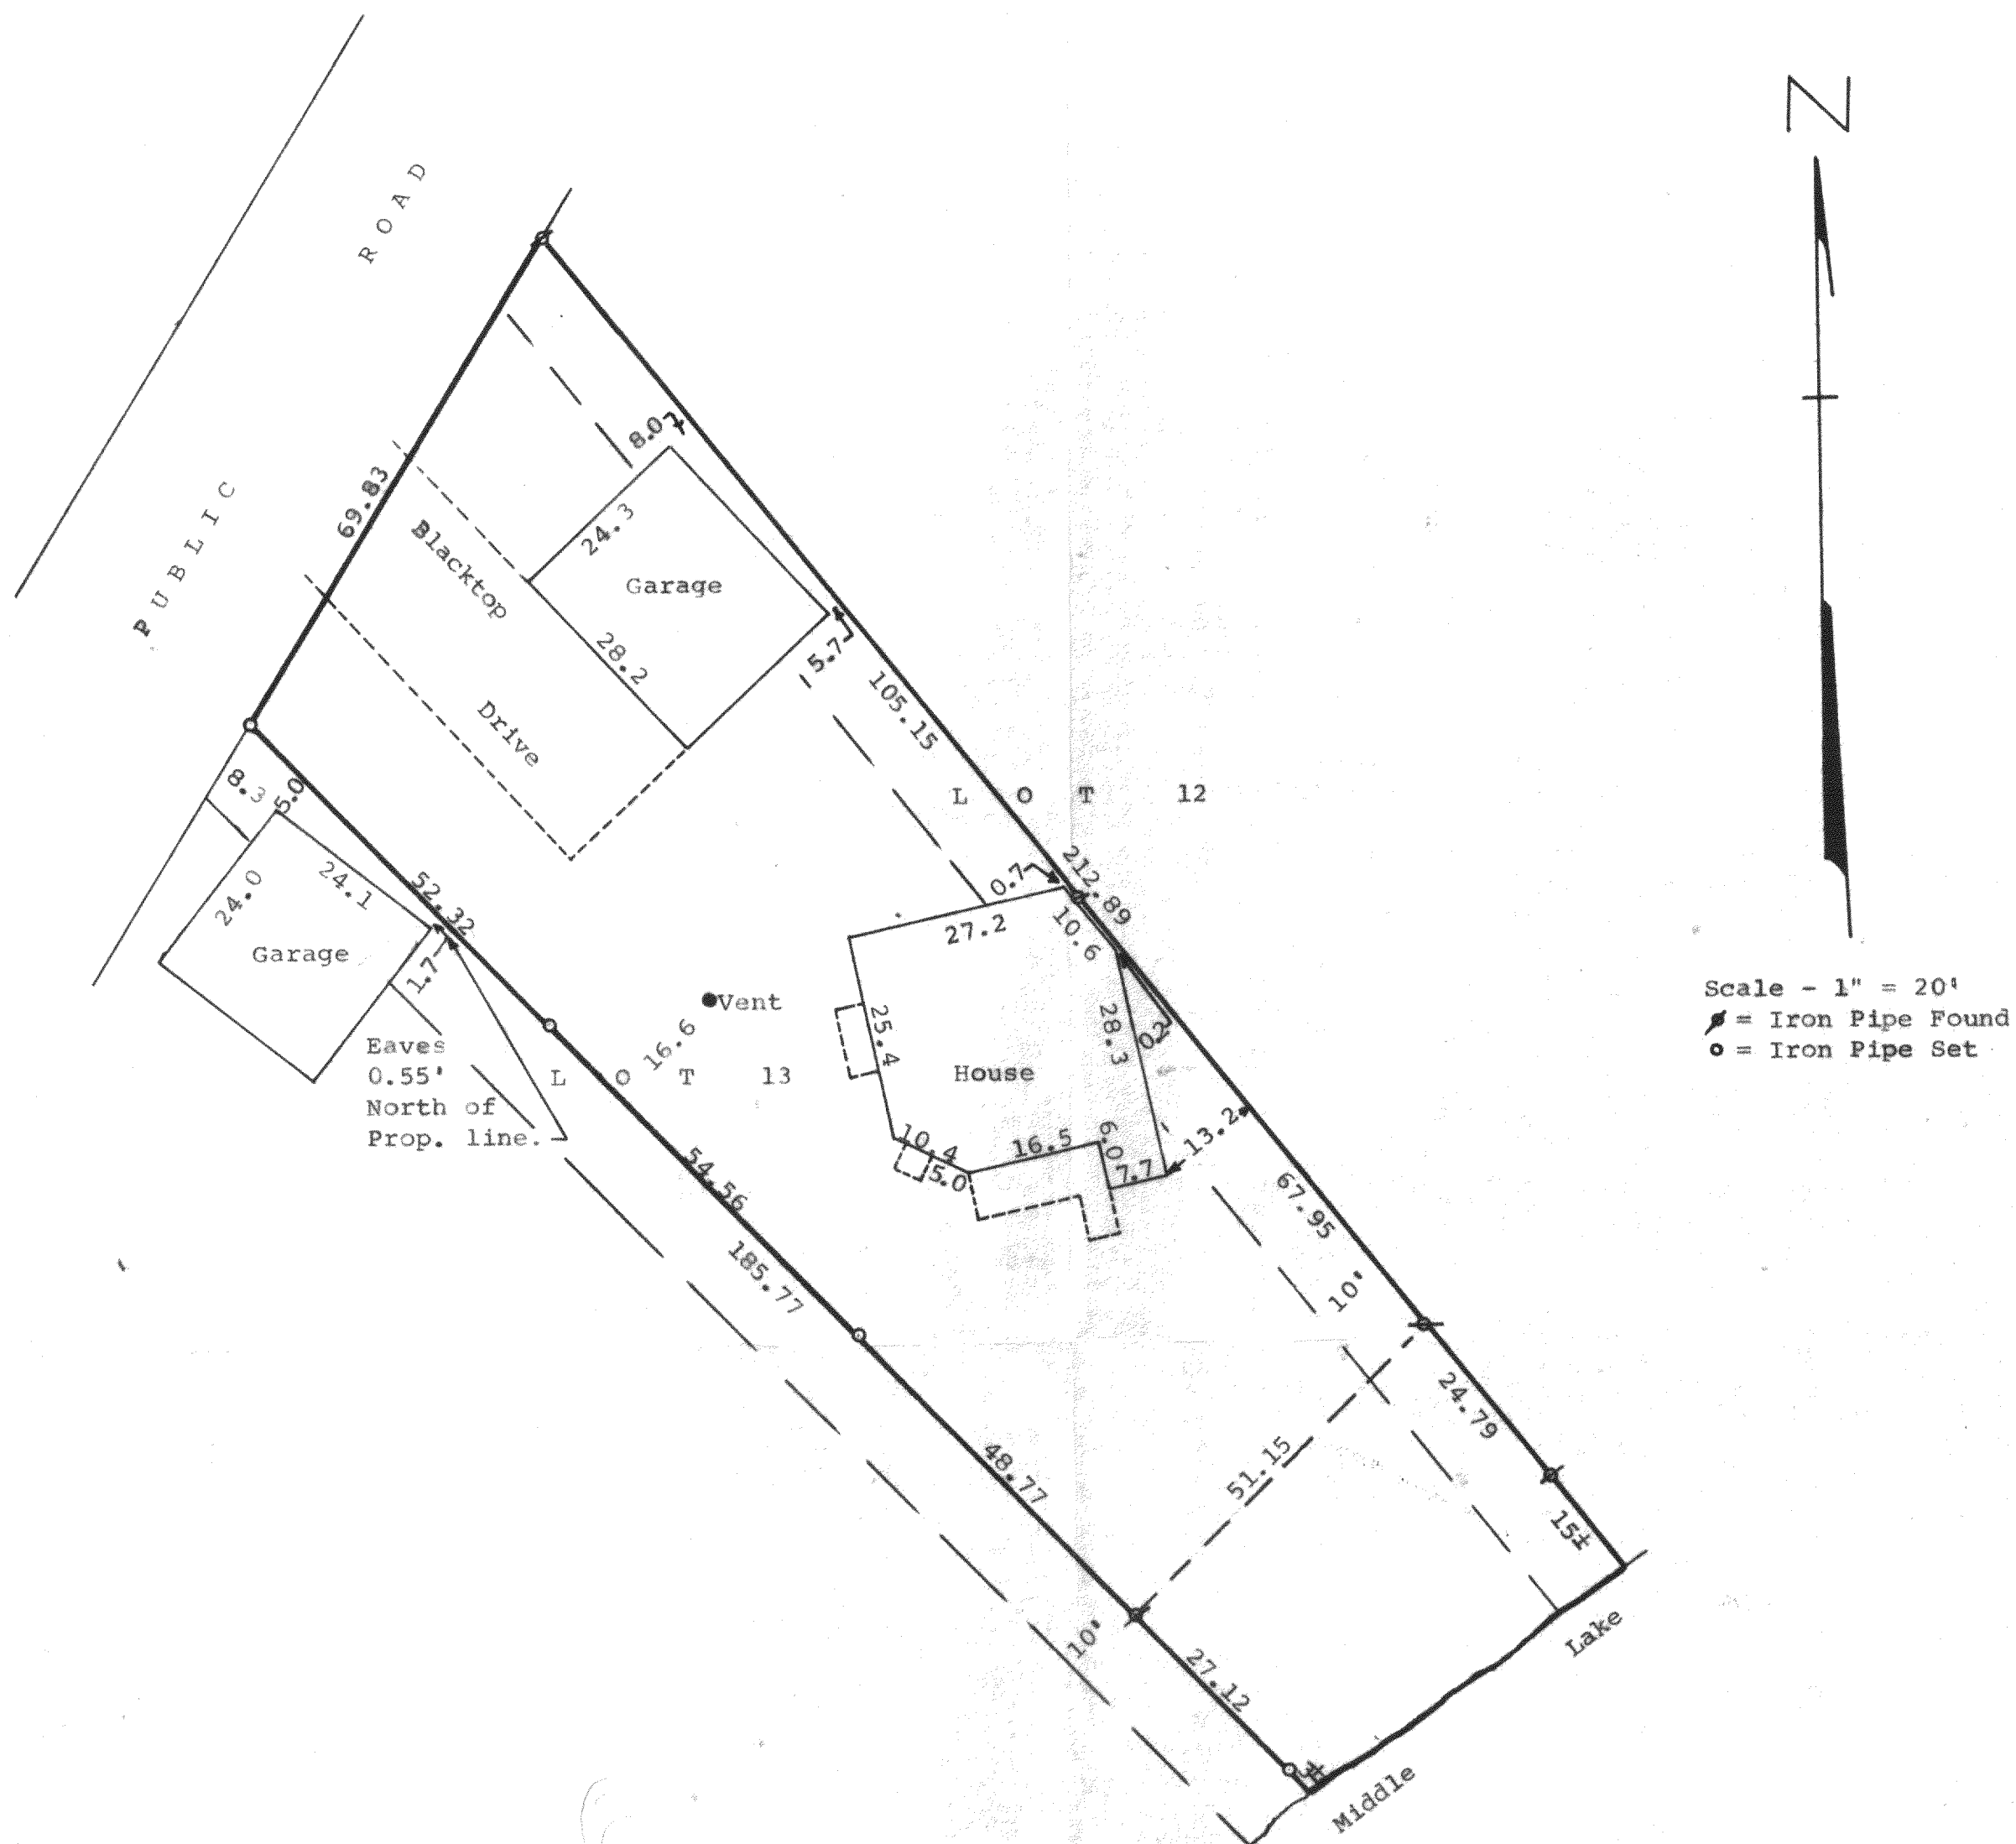 N
PUBLIC ROAD
69.83
8.0
24.3
Garage
Blacktop
28.2
5.7
Drive
105.15
LOT 12
8.3
5.0
24.0
24.1
52.32
Garage
1.7
0.7
212.89
27.2
10.6
Vent
16.6
25.4
28.3
0.2
House
Eaves
0.55'
North of
Prop. line.
LOT 13
Scale - 1" = 20'
= Iron Pipe Found
= Iron Pipe Set
10.4
5.0
16.5
6.0
7.7
13.2
54.56
185.77
67.95
10'
24.79
51.15
48.77
15±
10'
27.12
3±
Middle Lake